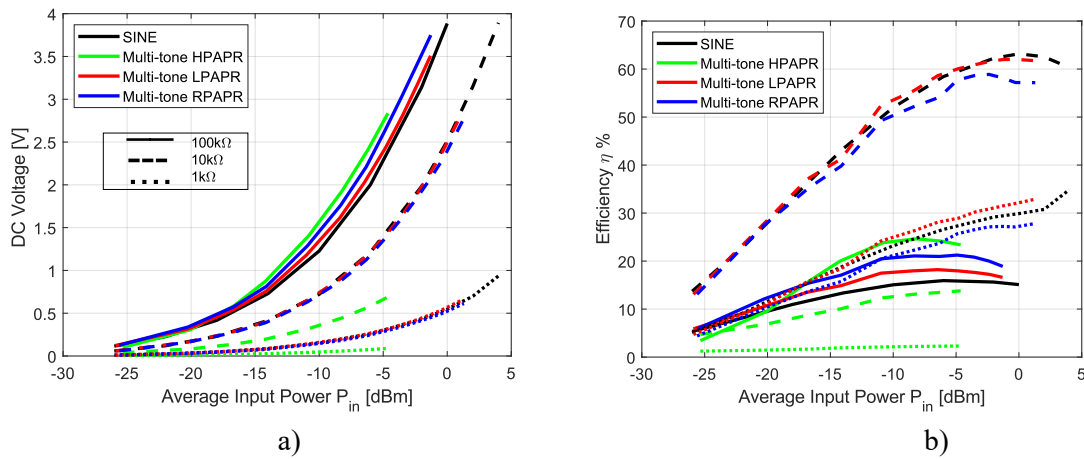 4
3.5
3
2.5
2
1.5
1
0.5
0
DC Voltage [V]
SINE
Multi-tone HPAPR
Multi-tone LPAPR
Multi-tone RPAPR
100kΩ
10kΩ
1kΩ
-30 -25 -20 -15 -10 -5 0 5
Average Input Power P_in [dBm]
a)
70
60
50
40
30
20
10
0
Efficiency η %
SINE
Multi-tone HPAPR
Multi-tone LPAPR
Multi-tone RPAPR
-30 -25 -20 -15 -10 -5 0 5
Average Input Power P_in [dBm]
b)